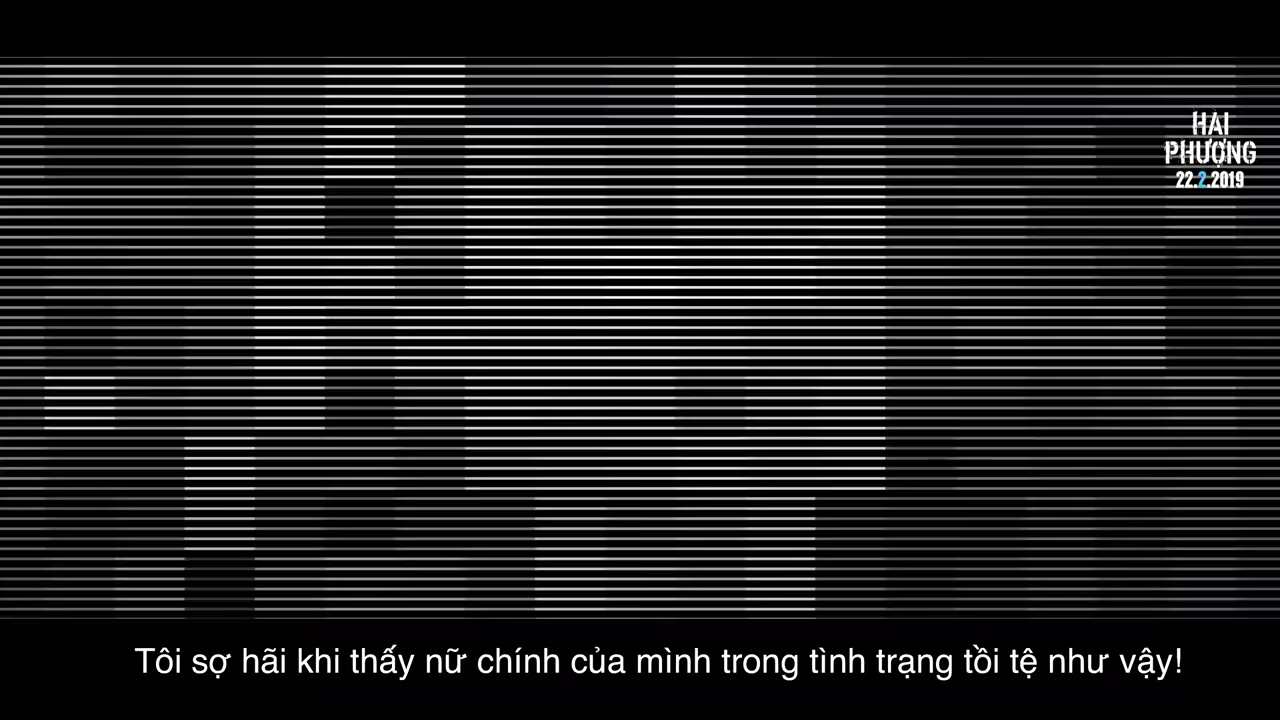 HAI
PHƯỢNG
22.2.2019
Tôi sợ hãi khi thấy nữ chính của mình trong tình trạng tồi tệ như vậy!